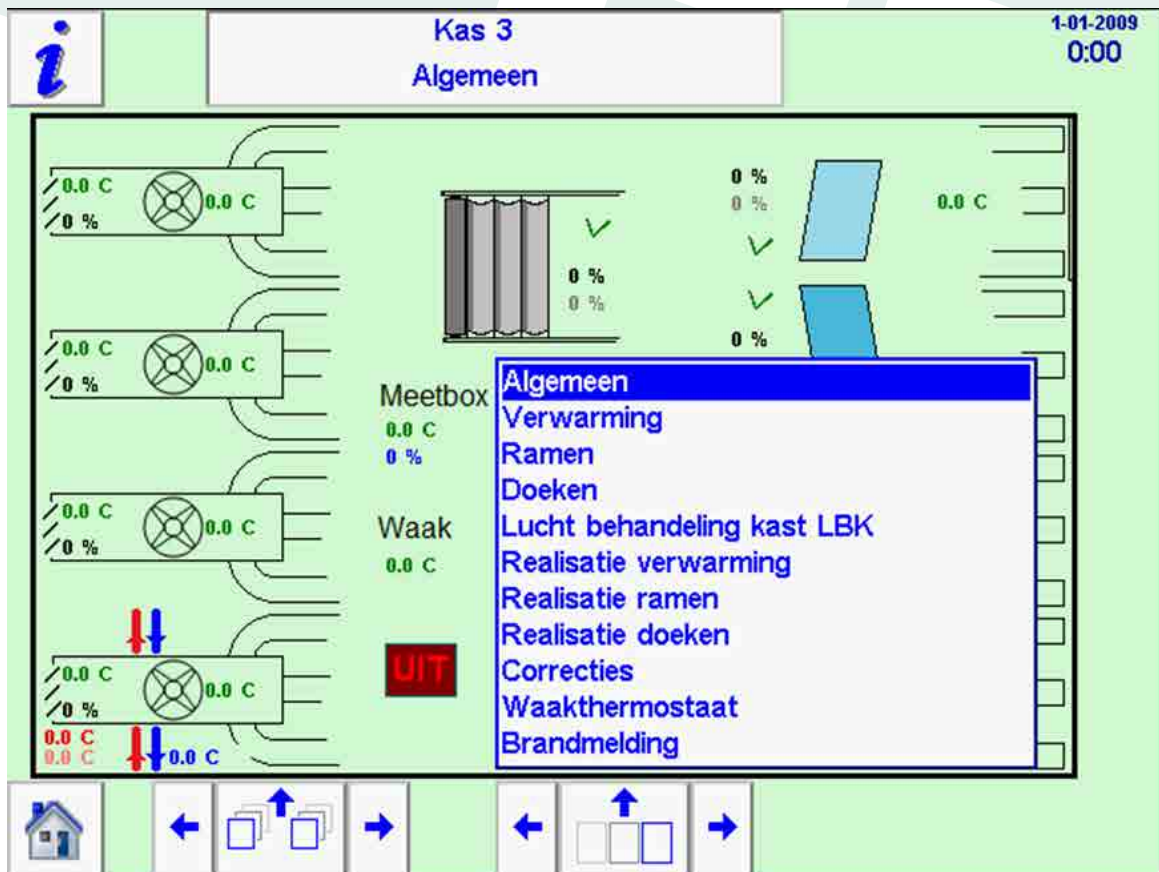 i
Kas 3
Algemeen
1-01-2009
0:00
0.0 C
0.0 C
0 %
0 %
0 %
0.0 C
0 %
0 %
0 %
0.0 C
0.0 C
0 %
Meetbox
0.0 C
0 %
0.0 C
0.0 C
0 %
Waak
0.0 C
UIT
0.0 C
0.0 C
0 %
0.0 C
0.0 C
0.0 C
Algemeen
Verwarming
Ramen
Doeken
Lucht behandeling kast LBK
Realisatie verwarming
Realisatie ramen
Realisatie doeken
Correcties
Waakthermostaat
Brandmelding